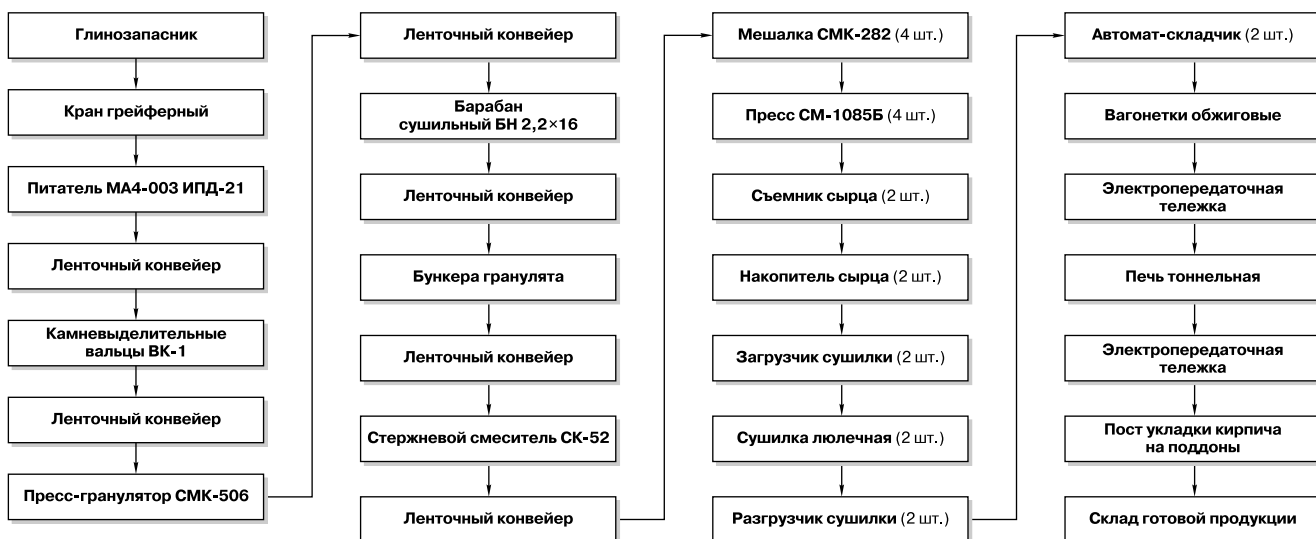 Глинозапасник
Кран грейферный
Питатель МА4-003 ИПД-21
Ленточный конвейер
Камневыделительные
вальцы ВК-1
Ленточный конвейер
Пресс-гранулятор СМК-506
Ленточный конвейер
Барабан
сушильный БН 2,2×16
Ленточный конвейер
Бункера гранулята
Ленточный конвейер
Стержневой смеситель СК-52
Ленточный конвейер
Мешалка СМК-282 (4 шт.)
Пресс СМ-1085Б (4 шт.)
Съемник сырца (2 шт.)
Накопитель сырца (2 шт.)
Загрузчик сушилки (2 шт.)
Сушилка люлечная (2 шт.)
Разгрузчик сушилки (2 шт.)
Автомат-складчик (2 шт.)
Вагонетки обжиговые
Электропередаточная
тележка
Печь тоннельная
Электропередаточная
тележка
Пост укладки кирпича
на поддоны
Склад готовой продукции